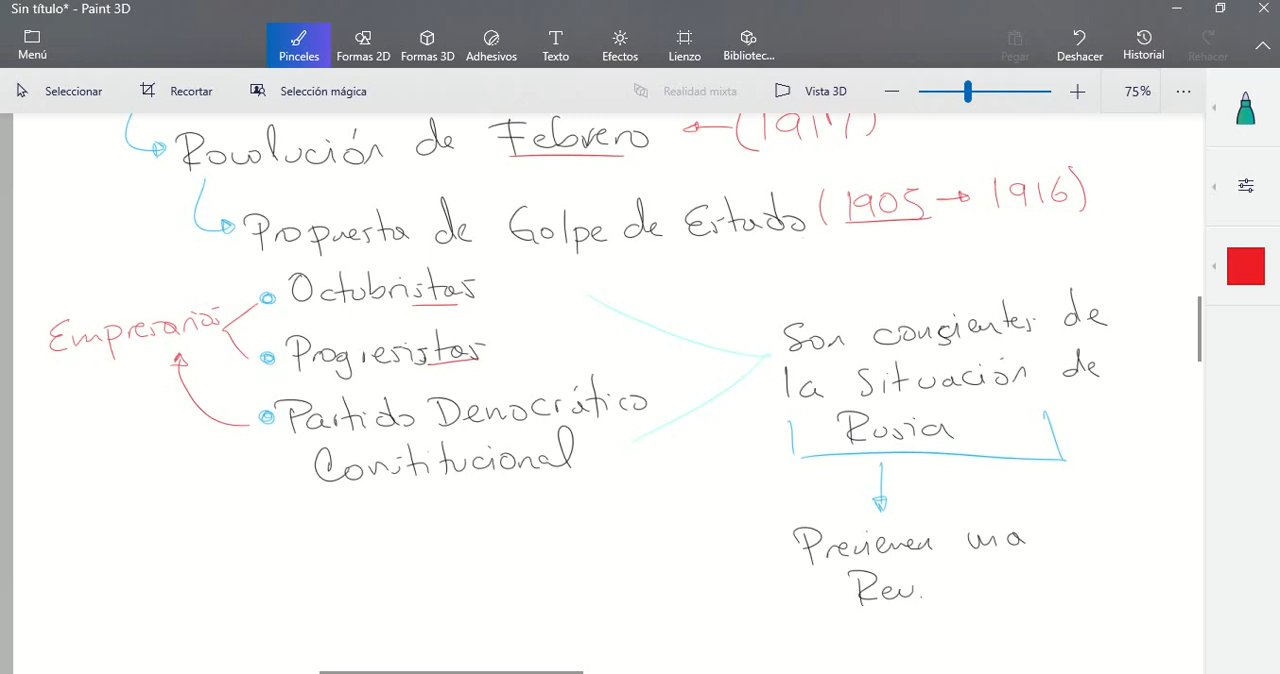 Sin título* - Paint 3D
Menú
Pinceles
Formas 2D
Formas 3D
Adhesivos
Texto
Efectos
Lienzo
Bibliotec...
Pegar
Deshacer
Historial
Rehacer
Seleccionar
Recortar
Selección mágica
Realidad mixta
Vista 3D
75%
Revolución de Febrero (1917)
Propuesta de Golpe de Estado (1905 → 1916)
Octubristas
Empresarios
Progresistas
Partido Democrático
Constitucional
Son concientes de
la Situación de
Rusia
Previenen una
Rev.